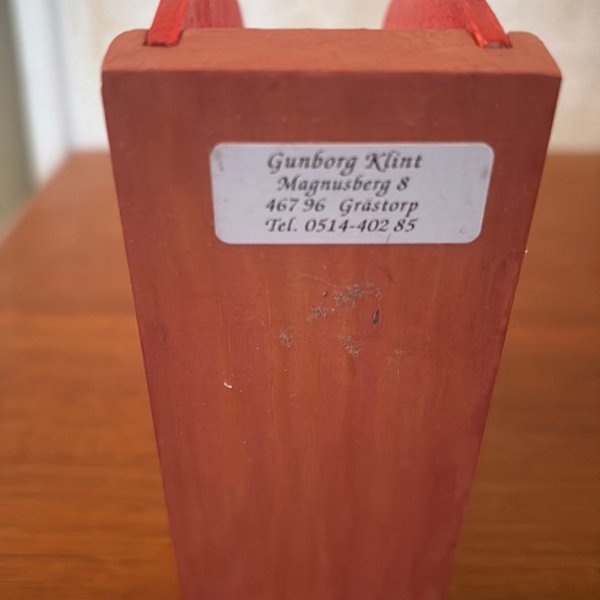 Gunborg Klint
Magnusberg 8
467 96 Grästorp
Tel. 0514-402 85